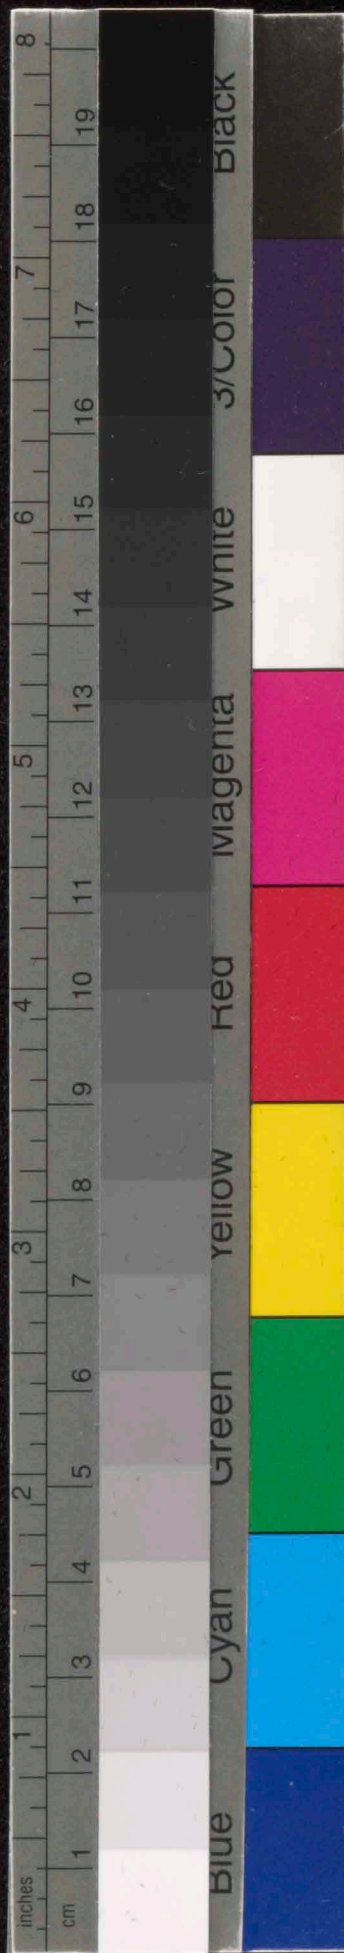 inches 1 2 3 4 5 6 7 8
cm 1 2 3 4 5 6 7 8 9 10 11 12 13 14 15 16 17 18 19
Blue Cyan Green Yellow Red Magenta White 3/Color Black